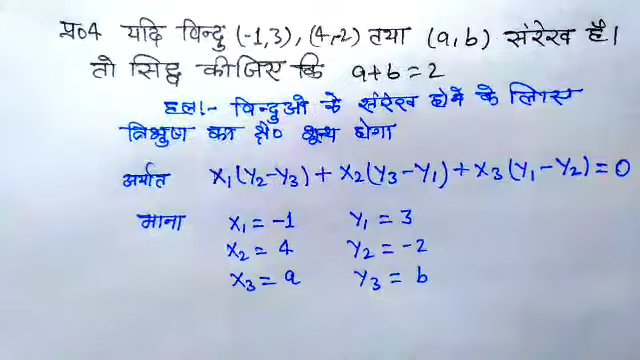 प्र०4 यदि विन्दु (-1,3), (4,-2) तथा (a,b) संरेख है।
तो सिद्ध कीजिए कि a+b=2
हल!- विन्दुओ के संरेख होने के लिए
त्रिभुज का क्षे० शून्य होगा
अर्थात x₁(y₂-y₃) + x₂(y₃-y₁) + x₃(y₁-y₂)=0
माना x₁ = -1 y₁ = 3
x₂ = 4 y₂ = -2
x₃ = a y₃ = b